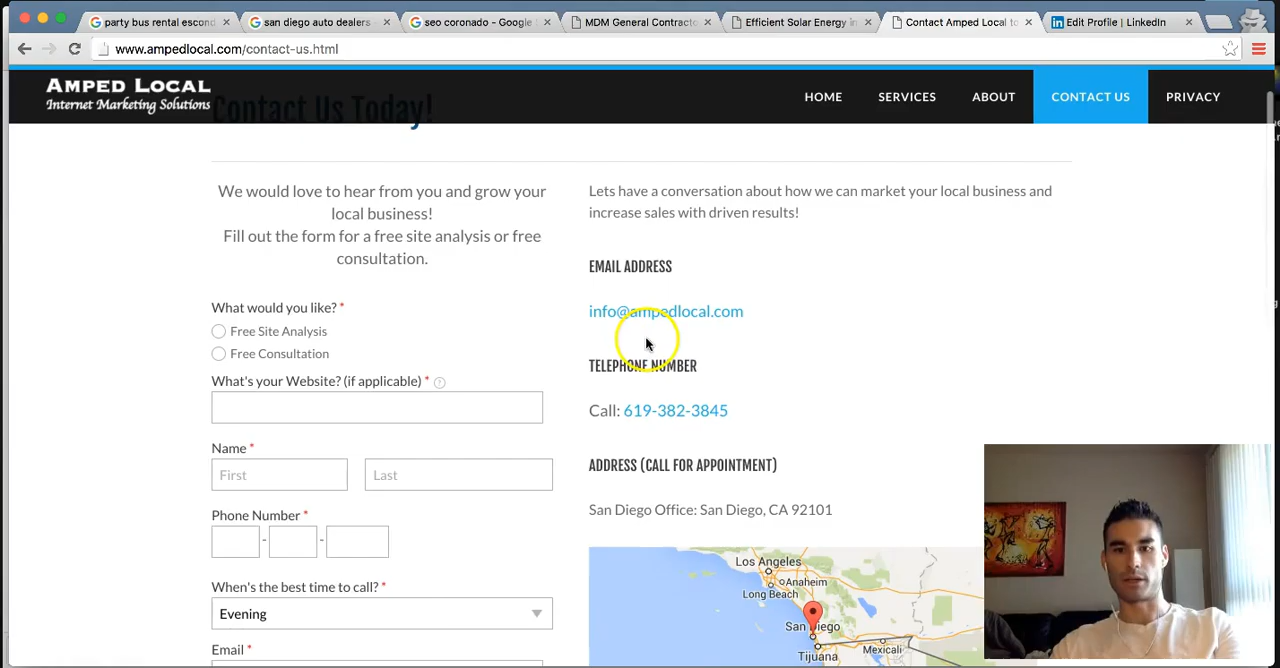 party bus rental escond
san diego auto dealers
seo coronado - Google
MDM General Contracto
Efficient Solar Energy in
Contact Amped Local to
Edit Profile | LinkedIn
www.ampedlocal.com/contact-us.html
AMPED LOCAL
Internet Marketing Solutions
HOME
SERVICES
ABOUT
CONTACT US
PRIVACY
Contact Us Today!
We would love to hear from you and grow your
local business!
Fill out the form for a free site analysis or free
consultation.
What would you like? *
Free Site Analysis
Free Consultation
What's your Website? (if applicable) * ?
Name *
First
Last
Phone Number *
- -
When's the best time to call? *
Evening
Email *
Lets have a conversation about how we can market your local business and
increase sales with driven results!
EMAIL ADDRESS
info@ampedlocal.com
TELEPHONE NUMBER
Call: 619-382-3845
ADDRESS (CALL FOR APPOINTMENT)
San Diego Office: San Diego, CA 92101
Los Angeles
Anaheim
Long Beach
San Diego
Tijuana
Mexicali